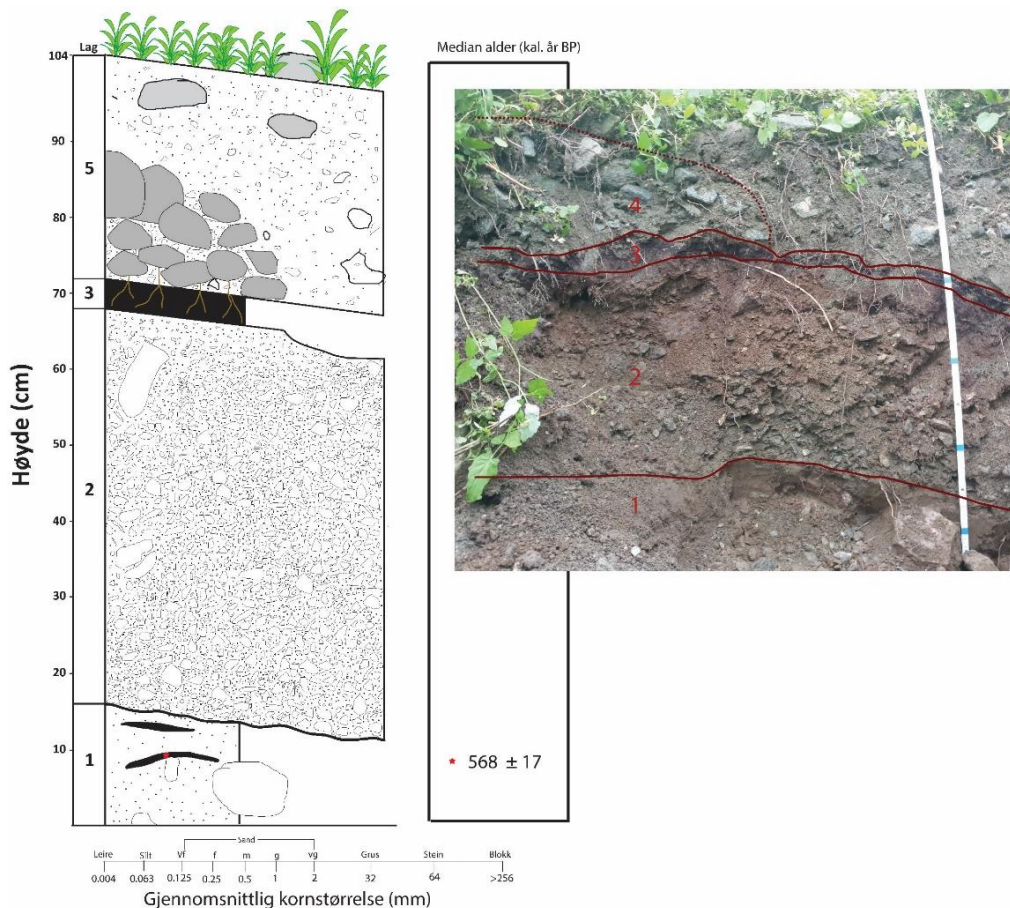 Lag
Median alder (kal. år BP)
104
90
5
80
4
3
3
70
60
2
Høyde (cm)
50
2
40
1
30
20
10
1
* 568 ± 17
Sand
Leire Silt Vf f m g vg Grus Stein Blokk
0.004 0.063 0.125 0.25 0.5 1 2 32 64 >256
Gjennomsnittlig kornstørrelse (mm)